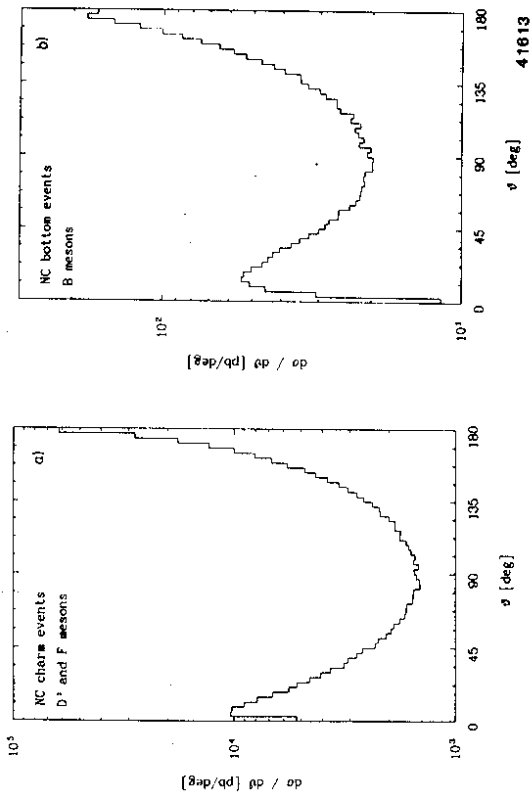 a)
NC charm events
D's and F mesons
10⁵
10⁴
10³
dσ / dϑ [pb/deg]
0
45
90
135
180
ϑ [deg]
b)
NC bottom events
B mesons
10²
10¹
dσ / dϑ [pb/deg]
0
45
90
135
180
ϑ [deg]
41613